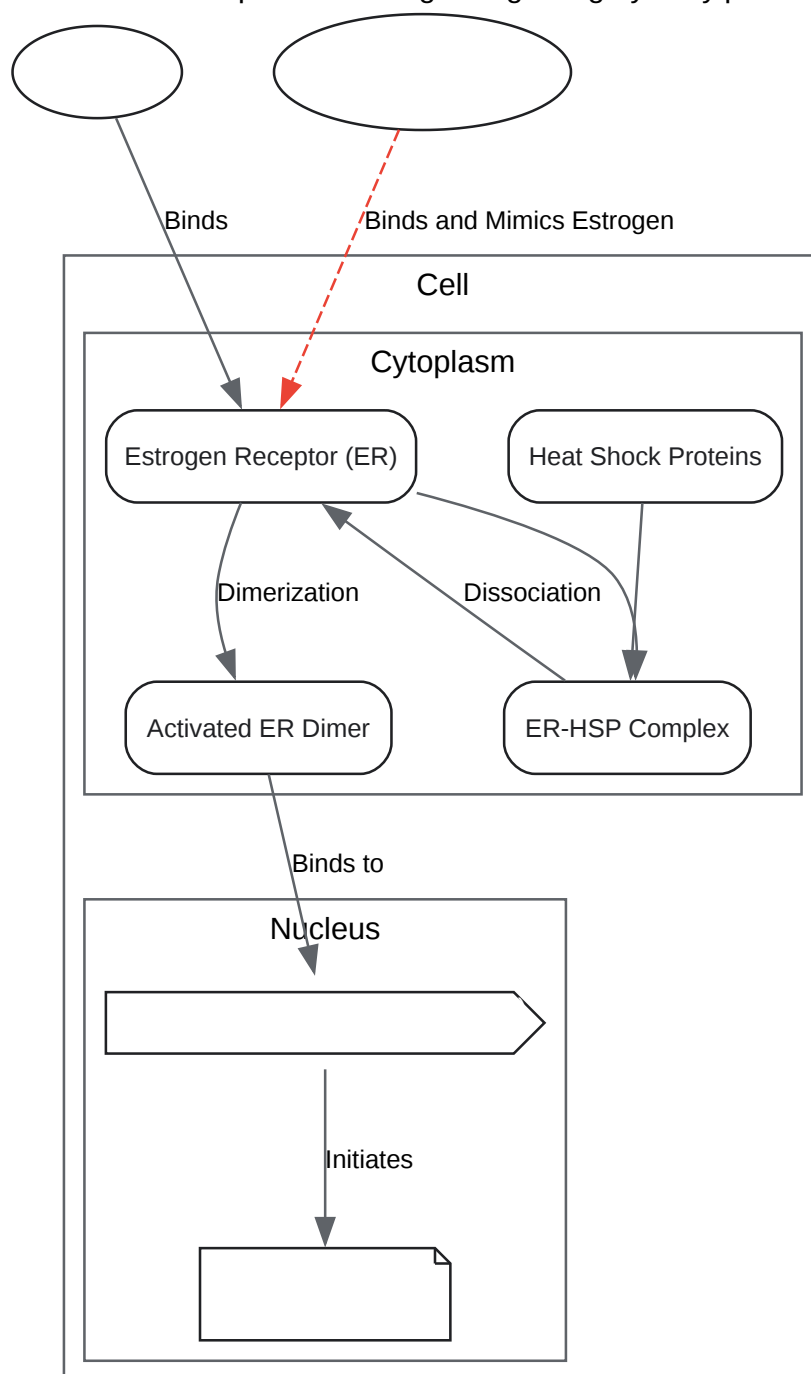 Binds
Binds and Mimics Estrogen
Cell
Cytoplasm
Estrogen Receptor (ER)
Heat Shock Proteins
Dimerization
Dissociation
Activated ER Dimer
ER-HSP Complex
Binds to
Nucleus
Initiates